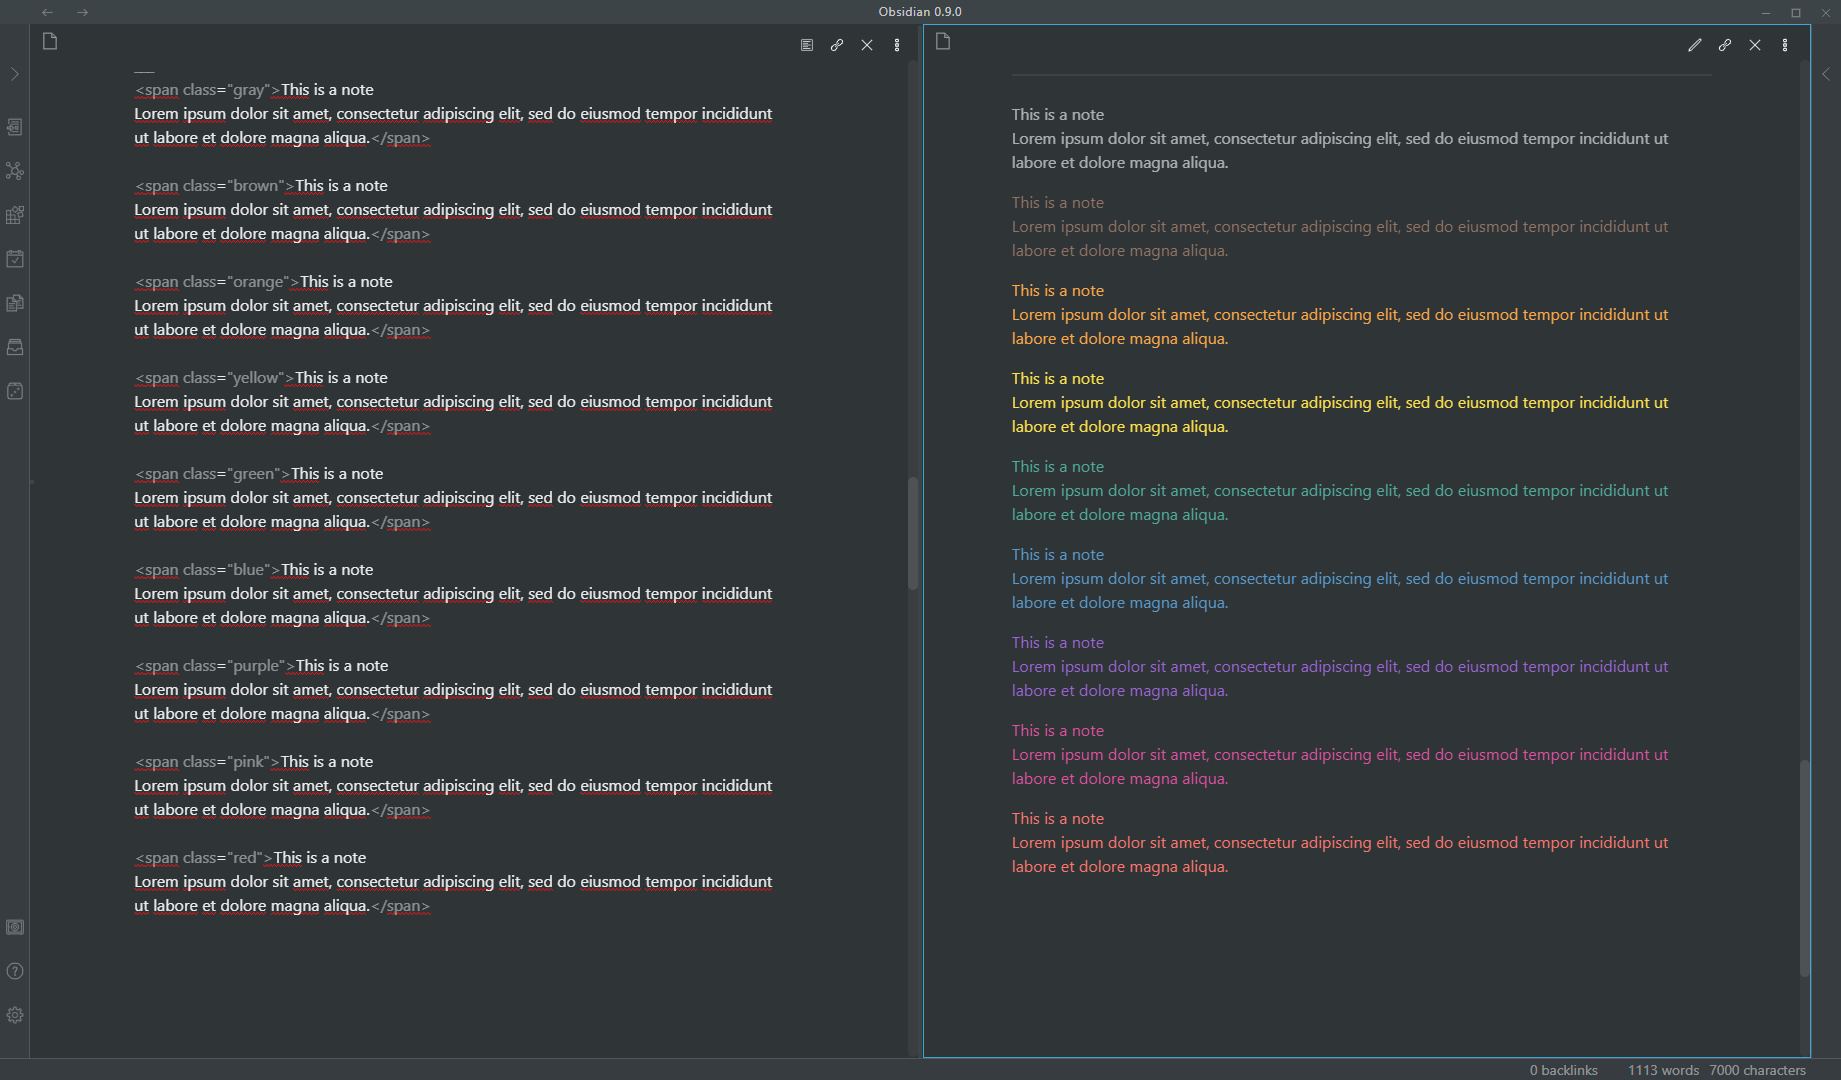 Obsidian 0.9.0
<span class="gray">This is a note
Lorem ipsum dolor sit amet, consectetur adipiscing elit, sed do eiusmod tempor incididunt
ut labore et dolore magna aliqua.</span>
<span class="brown">This is a note
Lorem ipsum dolor sit amet, consectetur adipiscing elit, sed do eiusmod tempor incididunt
ut labore et dolore magna aliqua.</span>
<span class="orange">This is a note
Lorem ipsum dolor sit amet, consectetur adipiscing elit, sed do eiusmod tempor incididunt
ut labore et dolore magna aliqua.</span>
<span class="yellow">This is a note
Lorem ipsum dolor sit amet, consectetur adipiscing elit, sed do eiusmod tempor incididunt
ut labore et dolore magna aliqua.</span>
<span class="green">This is a note
Lorem ipsum dolor sit amet, consectetur adipiscing elit, sed do eiusmod tempor incididunt
ut labore et dolore magna aliqua.</span>
<span class="blue">This is a note
Lorem ipsum dolor sit amet, consectetur adipiscing elit, sed do eiusmod tempor incididunt
ut labore et dolore magna aliqua.</span>
<span class="purple">This is a note
Lorem ipsum dolor sit amet, consectetur adipiscing elit, sed do eiusmod tempor incididunt
ut labore et dolore magna aliqua.</span>
<span class="pink">This is a note
Lorem ipsum dolor sit amet, consectetur adipiscing elit, sed do eiusmod tempor incididunt
ut labore et dolore magna aliqua.</span>
<span class="red">This is a note
Lorem ipsum dolor sit amet, consectetur adipiscing elit, sed do eiusmod tempor incididunt
ut labore et dolore magna aliqua.</span>
This is a note
Lorem ipsum dolor sit amet, consectetur adipiscing elit, sed do eiusmod tempor incididunt ut
labore et dolore magna aliqua.
This is a note
Lorem ipsum dolor sit amet, consectetur adipiscing elit, sed do eiusmod tempor incididunt ut
labore et dolore magna aliqua.
This is a note
Lorem ipsum dolor sit amet, consectetur adipiscing elit, sed do eiusmod tempor incididunt ut
labore et dolore magna aliqua.
This is a note
Lorem ipsum dolor sit amet, consectetur adipiscing elit, sed do eiusmod tempor incididunt ut
labore et dolore magna aliqua.
This is a note
Lorem ipsum dolor sit amet, consectetur adipiscing elit, sed do eiusmod tempor incididunt ut
labore et dolore magna aliqua.
This is a note
Lorem ipsum dolor sit amet, consectetur adipiscing elit, sed do eiusmod tempor incididunt ut
labore et dolore magna aliqua.
This is a note
Lorem ipsum dolor sit amet, consectetur adipiscing elit, sed do eiusmod tempor incididunt ut
labore et dolore magna aliqua.
This is a note
Lorem ipsum dolor sit amet, consectetur adipiscing elit, sed do eiusmod tempor incididunt ut
labore et dolore magna aliqua.
This is a note
Lorem ipsum dolor sit amet, consectetur adipiscing elit, sed do eiusmod tempor incididunt ut
labore et dolore magna aliqua.
0 backlinks 1113 words 7000 characters